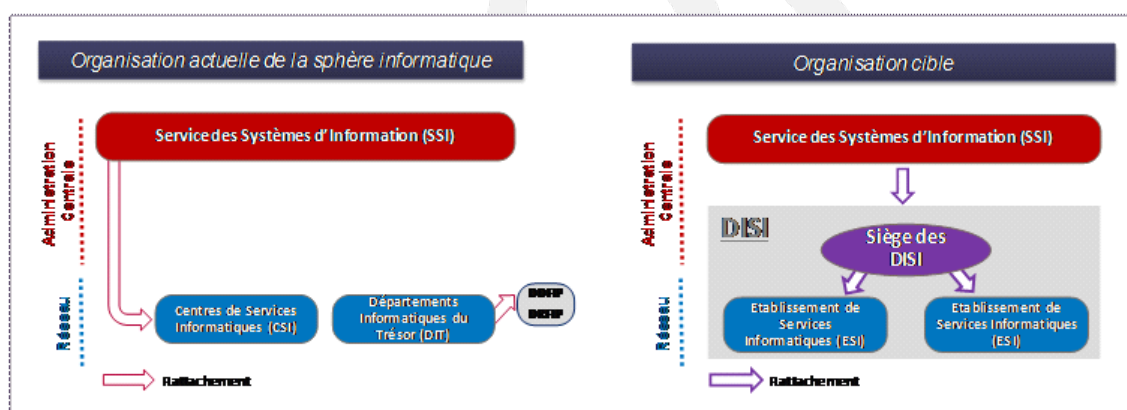 Organisation actuelle de la sphère informatique
Service des Systèmes d'Information (SSI)
Administration
Centrale
Réseau
Centres de Services
Informatiques (CSI)
Départements
Informatiques du
Trésor (DIT)
Rattachement
Organisation cible
Service des Systèmes d'Information (SSI)
Administration
Centrale
DISI
Siège des
DISI
Réseau
Etablissement de
Services
Informatiques (ESI)
Etablissement de
Services Informatiques
(ESI)
Rattachement